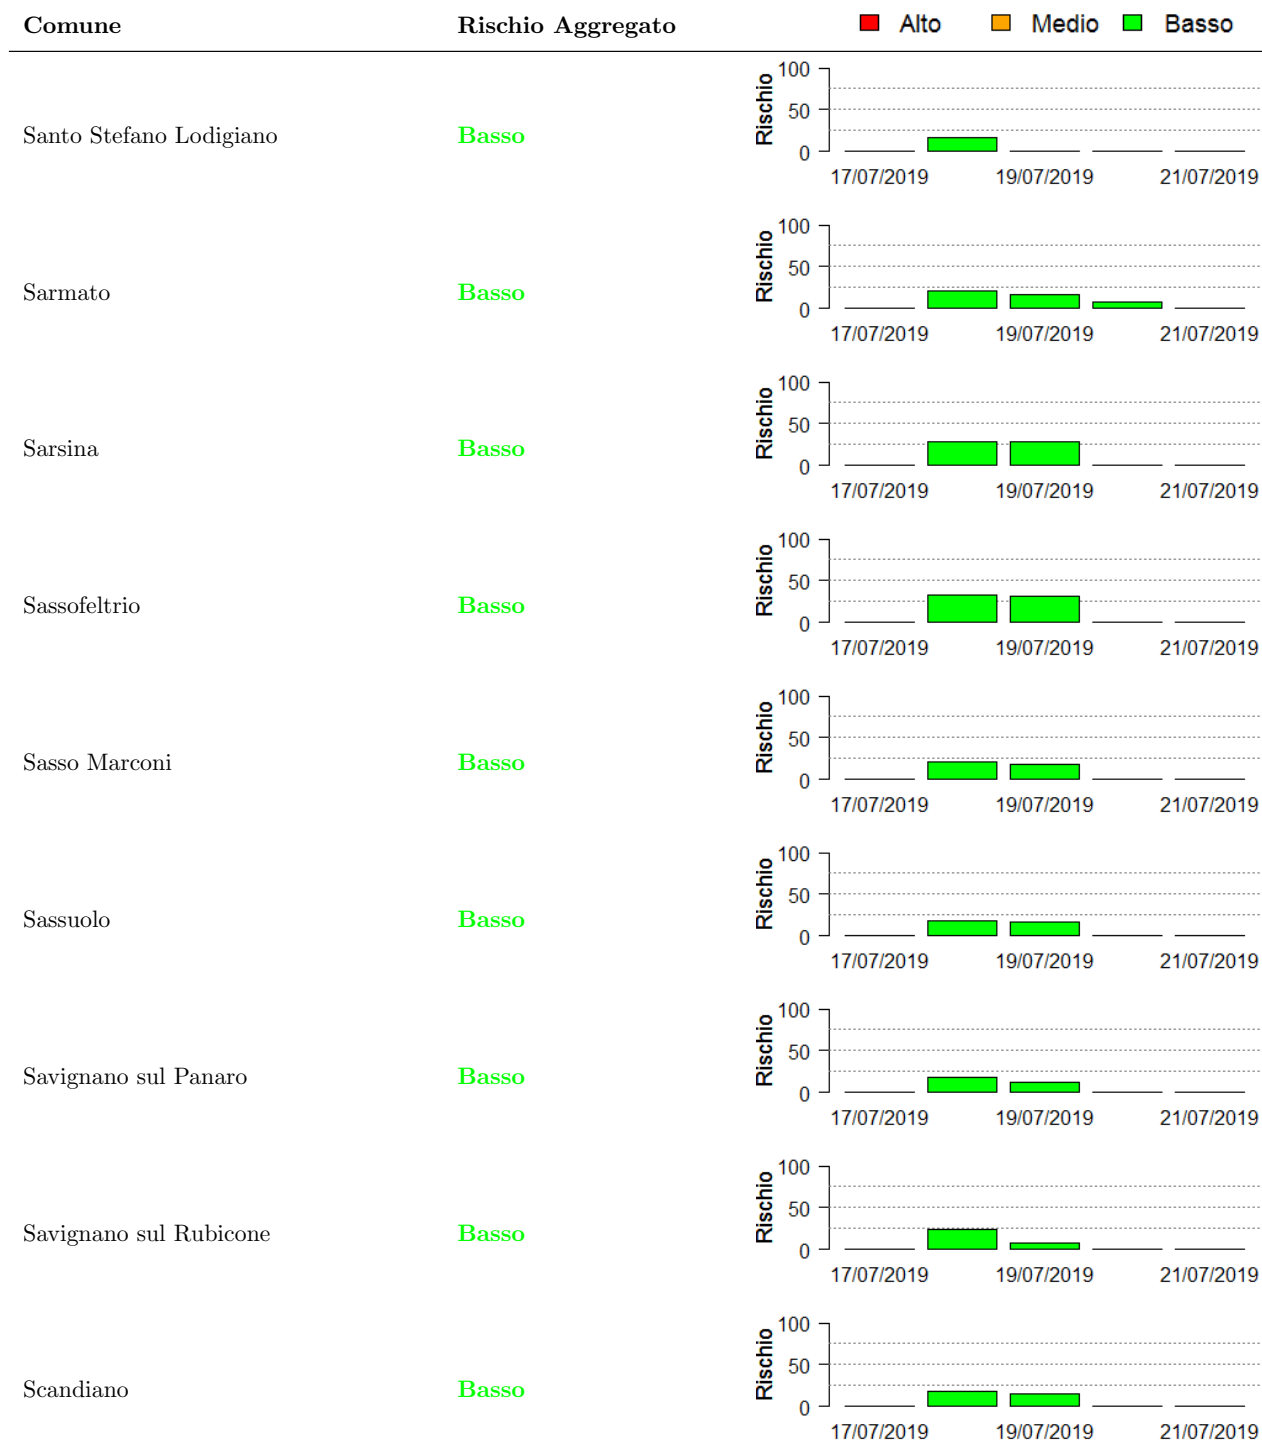 Comune Rischio Aggregato Alto Medio Basso
100
50
0
Rischio
Santo Stefano Lodigiano Basso
17/07/2019 19/07/2019 21/07/2019
100
50
0
Rischio
Sarmato Basso
17/07/2019 19/07/2019 21/07/2019
100
50
0
Rischio
Sarsina Basso
17/07/2019 19/07/2019 21/07/2019
100
50
0
Rischio
Sassofeltrio Basso
17/07/2019 19/07/2019 21/07/2019
100
50
0
Rischio
Sasso Marconi Basso
17/07/2019 19/07/2019 21/07/2019
100
50
0
Rischio
Sassuolo Basso
17/07/2019 19/07/2019 21/07/2019
100
50
0
Rischio
Savignano sul Panaro Basso
17/07/2019 19/07/2019 21/07/2019
100
50
0
Rischio
Savignano sul Rubicone Basso
17/07/2019 19/07/2019 21/07/2019
100
50
0
Rischio
Scandiano Basso
17/07/2019 19/07/2019 21/07/2019